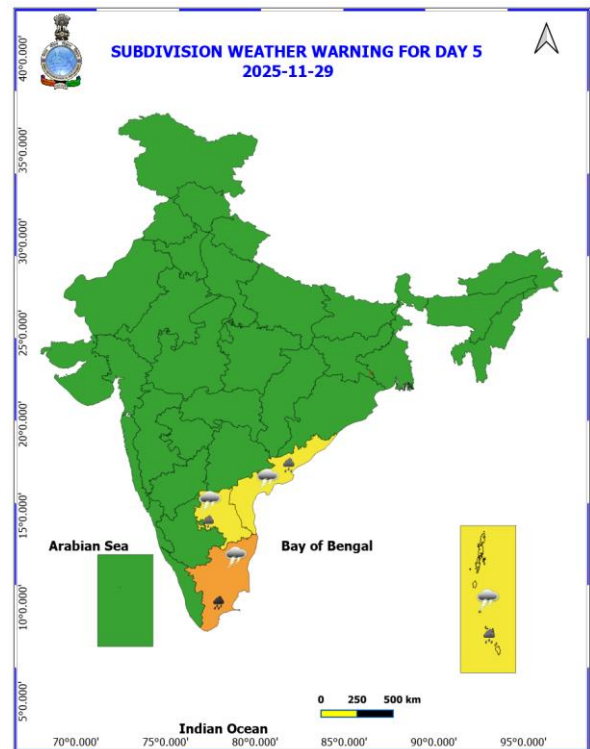 SUBDIVISION WEATHER WARNING FOR DAY 5
2025-11-29
40°0.000'
35°0.000'
30°0.000'
25°0.000'
20°0.000'
15°0.000'
10°0.000'
5°0.000'
Arabian Sea
Bay of Bengal
0 250 500 km
Indian Ocean
70°0.000' 75°0.000' 80°0.000' 85°0.000' 90°0.000' 95°0.000'